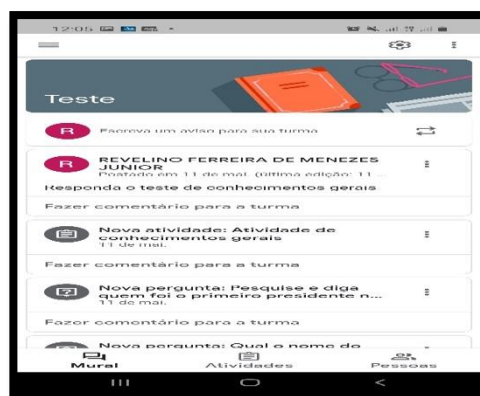 12:05
Teste
R
Escreva um aviso para sua turma
R
REVELINO FERREIRA DE MENEZES
JUNIOR
Postado em 11 de mai. (última edição: 11 ...
Responda o teste de conhecimentos gerais
Fazer comentário para a turma
Nova atividade: Atividade de
conhecimentos gerais
11 de mai.
Fazer comentário para a turma
Nova pergunta: Pesquise e diga
quem foi o primeiro presidente n...
11 de mai.
Fazer comentário para a turma
Nova pergunta: Qual o nome do
Mural
Atividades
Pessoas